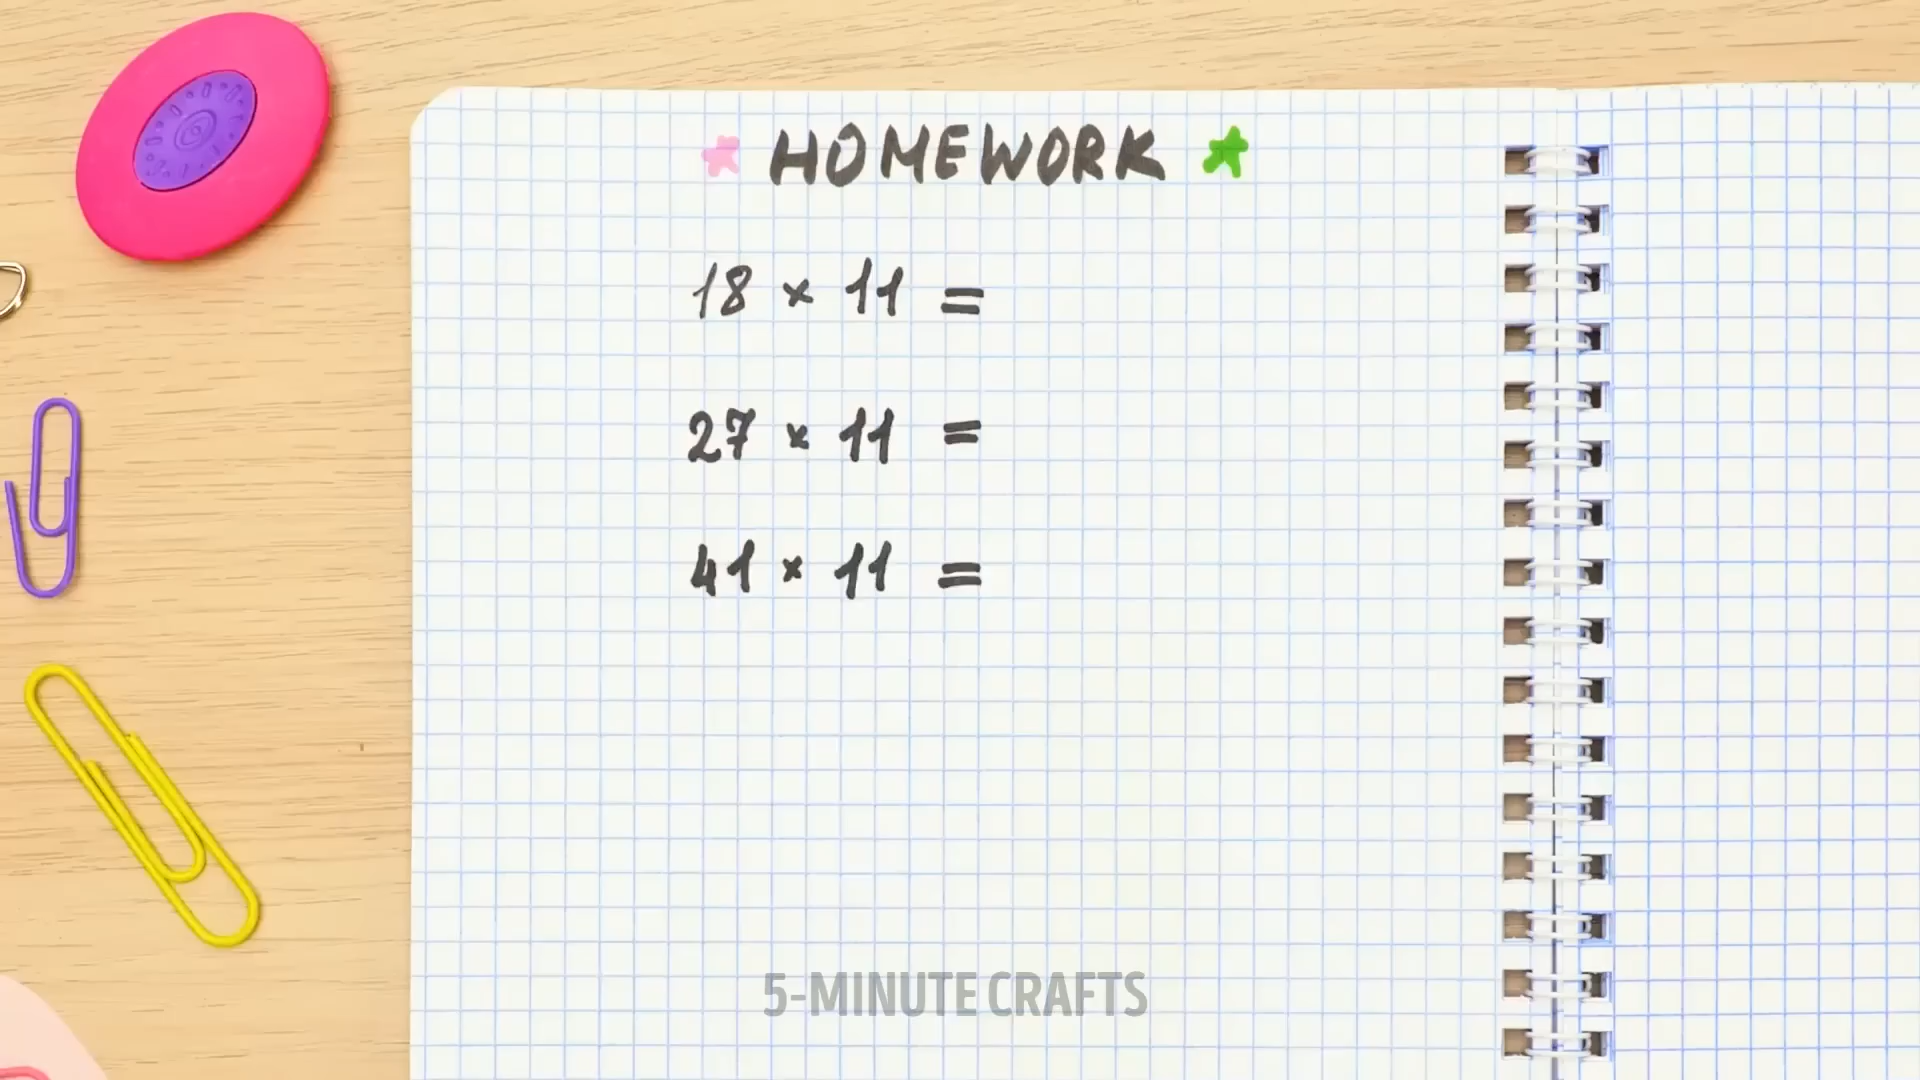 HOMEWORK
18 × 11 =
27 × 11 =
41 × 11 =
5-MINUTE CRAFTS